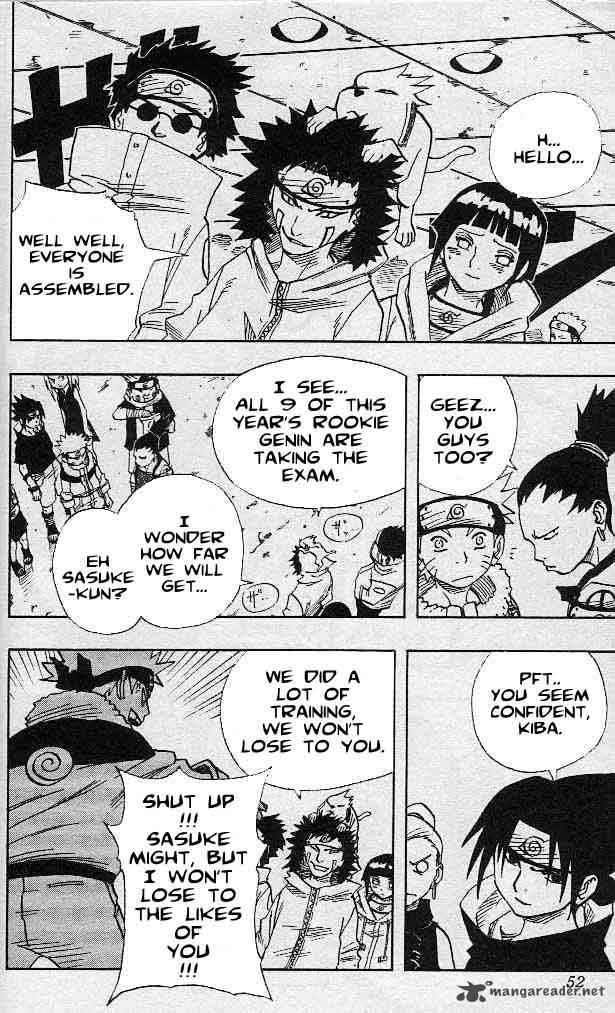 H...
HELLO...
WELL WELL,
EVERYONE
IS
ASSEMBLED.
GEEZ...
YOU
GUYS
TOO?
I SEE...
ALL 9 OF THIS
YEAR'S ROOKIE
GENIN ARE
TAKING THE
EXAM.
I
WONDER
HOW FAR
WE WILL
GET...
EH
SASUKE
-KUN?
PFT..
YOU SEEM
CONFIDENT,
KIBA.
WE DID A
LOT OF
TRAINING,
WE WON'T
LOSE TO YOU.
SHUT UP
!!!
SASUKE
MIGHT, BUT
I WON'T
LOSE TO
THE LIKES
OF
YOU
!!!
52
mangareader.net